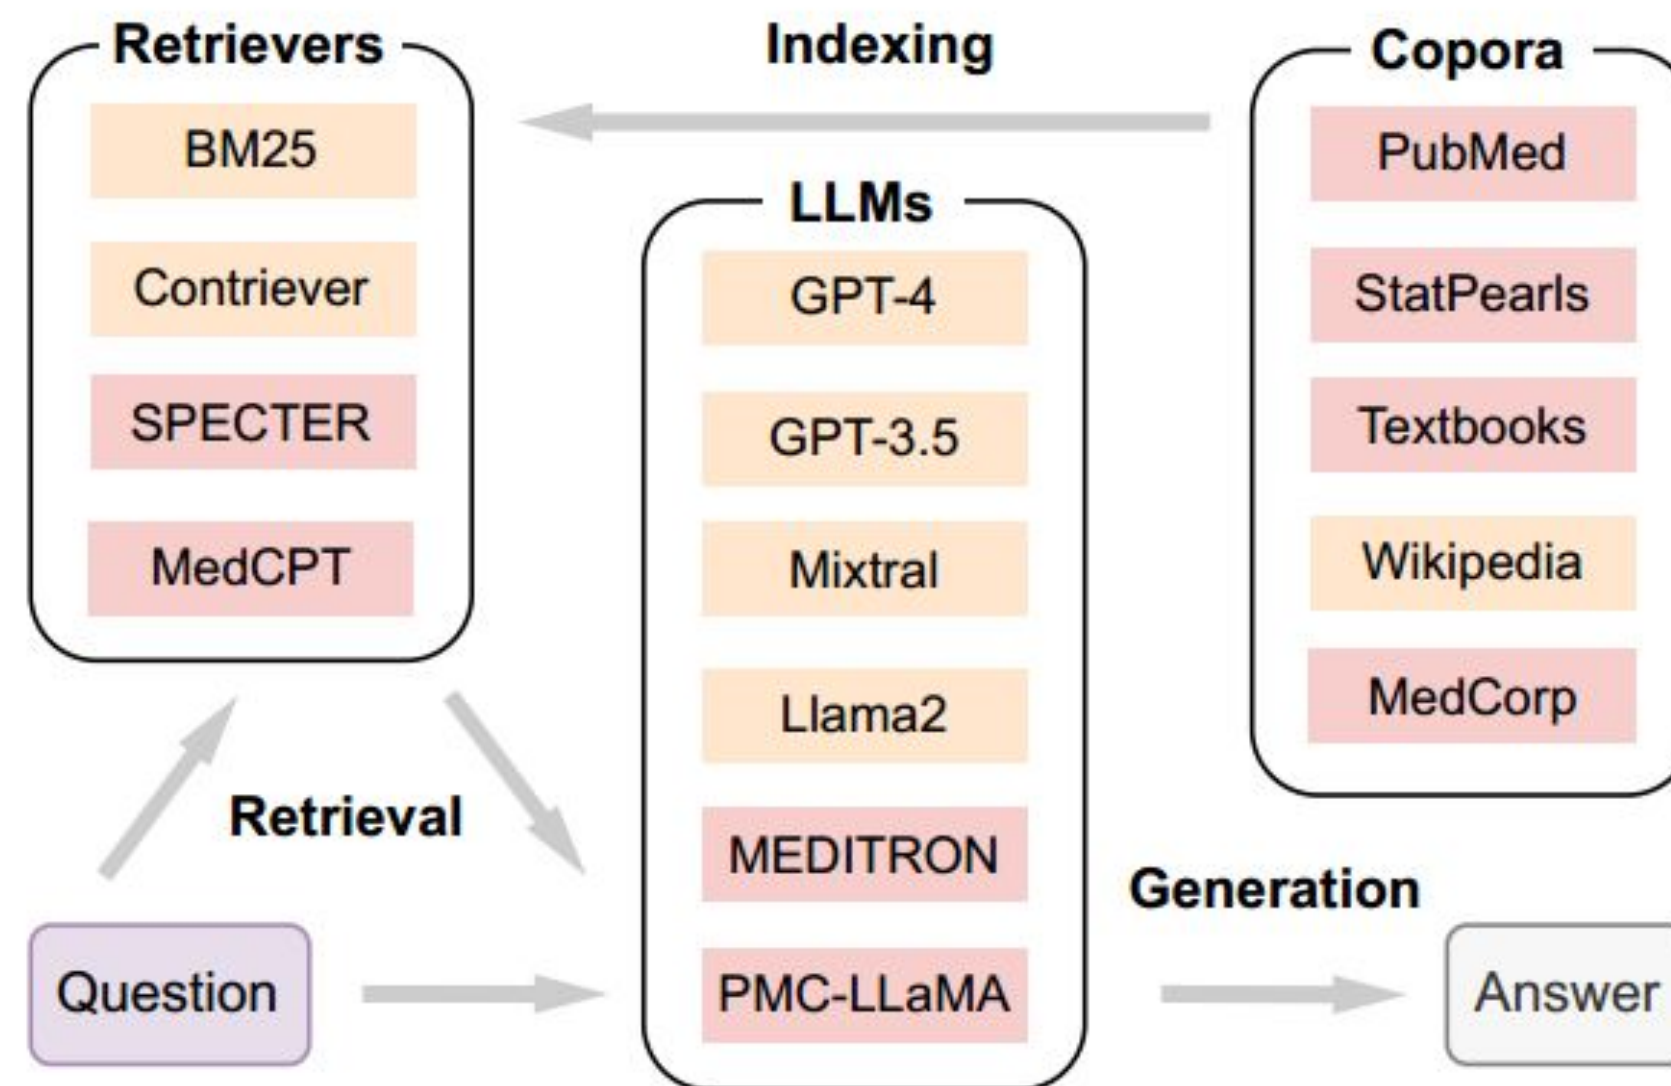 Retrievers
BM25
Contriever
SPECTER
MedCPT
Indexing
LLMs
GPT-4
GPT-3.5
Mixtral
Llama2
MEDITRON
PMC-LLaMA
Copora
PubMed
StatPearls
Textbooks
Wikipedia
MedCorp
Retrieval
Question
Generation
Answer